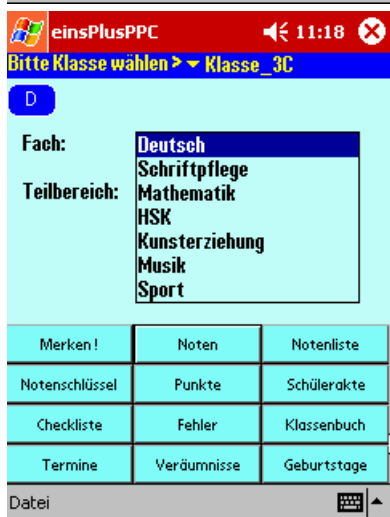 einsPlusPPC 11:18
Bitte Klasse wählen > Klasse_3C
D
Fach:
Deutsch
Schriftpflege
Teilbereich:
Mathematik
HSK
Kunsterziehung
Musik
Sport
Merken! Noten Notenliste
Notenschlüssel Punkte Schülerakte
Checkliste Fehler Klassenbuch
Termine Veräumnisse Geburtstage
Datei